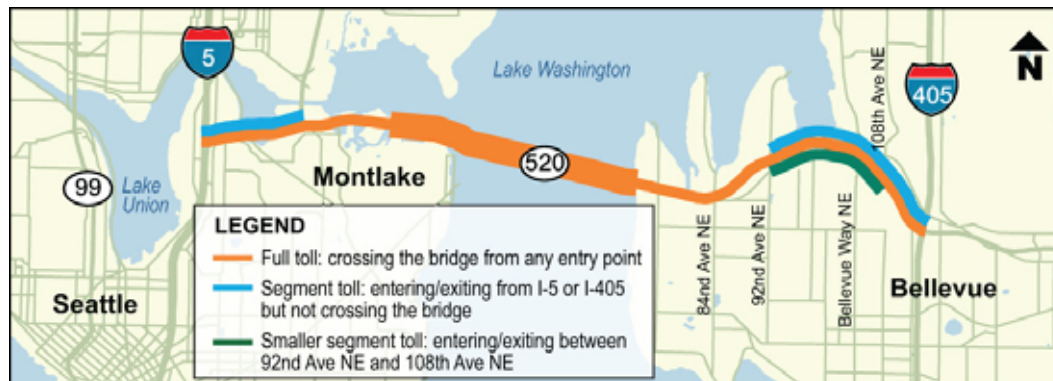 5
Lake Washington
108th Ave NE
N
405
520
Montlake
99
Lake
Union
LEGEND
Full toll: crossing the bridge from any entry point
Segment toll: entering/exiting from I-5 or I-405
but not crossing the bridge
Smaller segment toll: entering/exiting between
92nd Ave NE and 108th Ave NE
84nd Ave NE
92nd Ave NE
Bellevue Way NE
Seattle
Bellevue